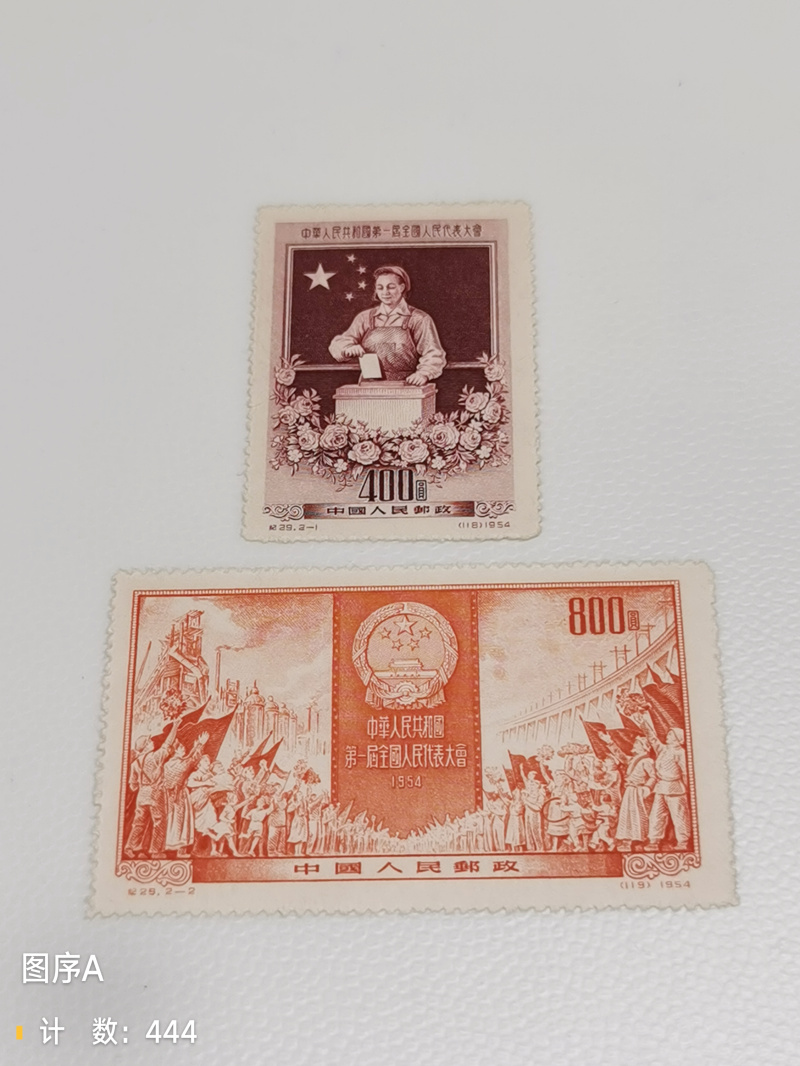 中華人民共和國第一屆全國人民代表大會
400圓
中國人民郵政
紀29.2-1
(118)1954
800圓
中華人民共和國
第一屆全國人民代表大會
1954
中國人民郵政
紀29.2-2
(119) 1954
图序A
计 数: 444